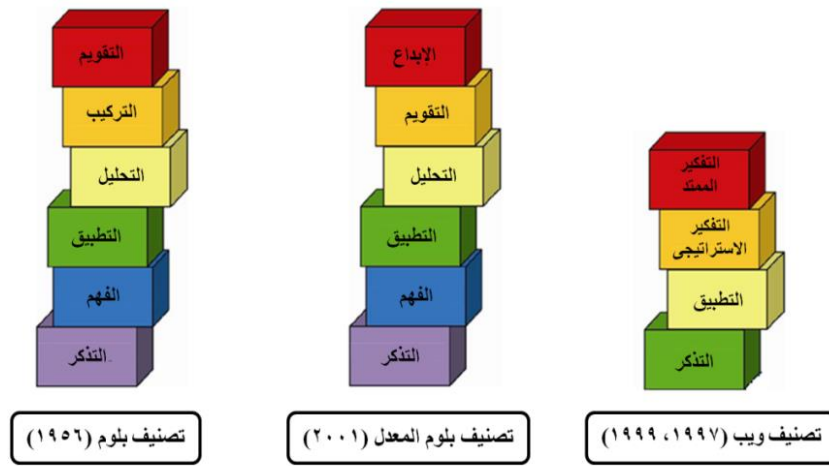 التقويم
التركيب
التحليل
التطبيق
الفهم
التذكر
تصنيف بلوم (١٩٥٦)
الإبداع
التقويم
التحليل
التطبيق
الفهم
التذكر
تصنيف بلوم المعدل (٢٠٠١)
التفكير
الممتد
التفكير
الاستراتيجى
التطبيق
التذكر
تصنيف ويب (١٩٩٧، ١٩٩٩)